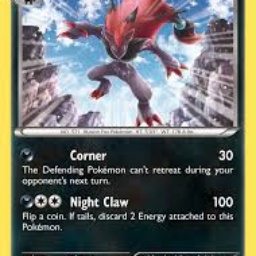 Corner 30
The Defending Pokémon can't retreat during your
opponent's next turn.
Night Claw 100
Flip a coin. If tails, discard 2 Energy attached to this
Pokémon.